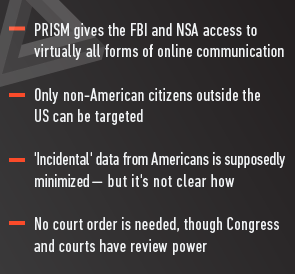 PRISM gives the FBI and NSA access to
virtually all forms of online communication
Only non-American citizens outside the
US can be targeted
'Incidental' data from Americans is supposedly
minimized — but it's not clear how
No court order is needed, though Congress
and courts have review power